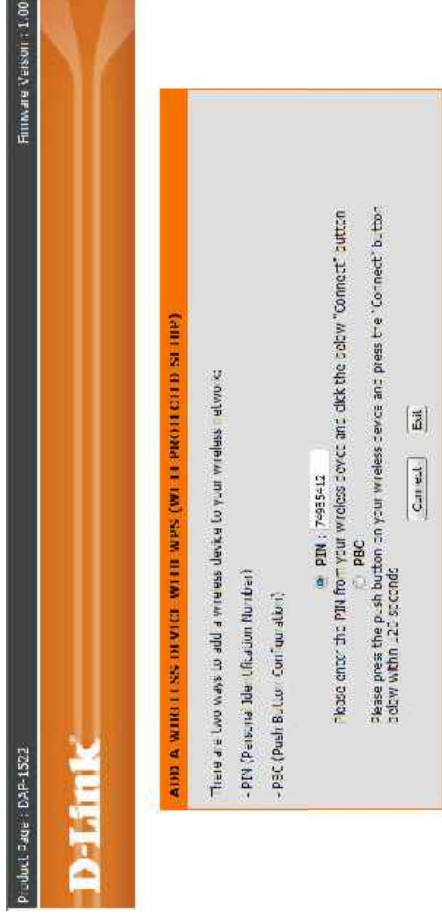 Product Page : DAP-1522
Firmware Version : 1.00
D-Link
ADD A WIRELESS DEVICE WITH WPS (WI-FI PROTECTED SETUP)
There are two ways to add a wireless device to your wireless network:
- PIN (Personal Identification Number)
- PBC (Push Button Configuration)
PIN : 74985412
Please enter the PIN from your wireless device and click the below "Connect" button
PBC
Please press the push button on your wireless device and press the "Connect" button
below within 120 seconds
Connect
Exit